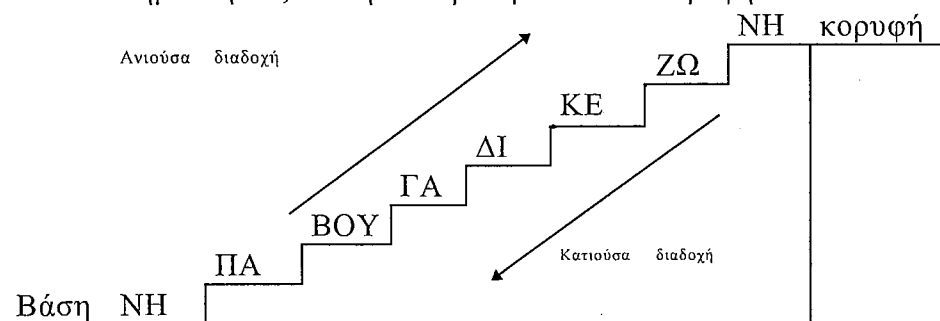 ΝΗ κορυφή
Ανιούσα διαδοχή
ΖΩ
ΚΕ
ΔΙ
ΓΑ
ΒΟΥ
Κατιούσα διαδοχή
ΠΑ
Βάση ΝΗ